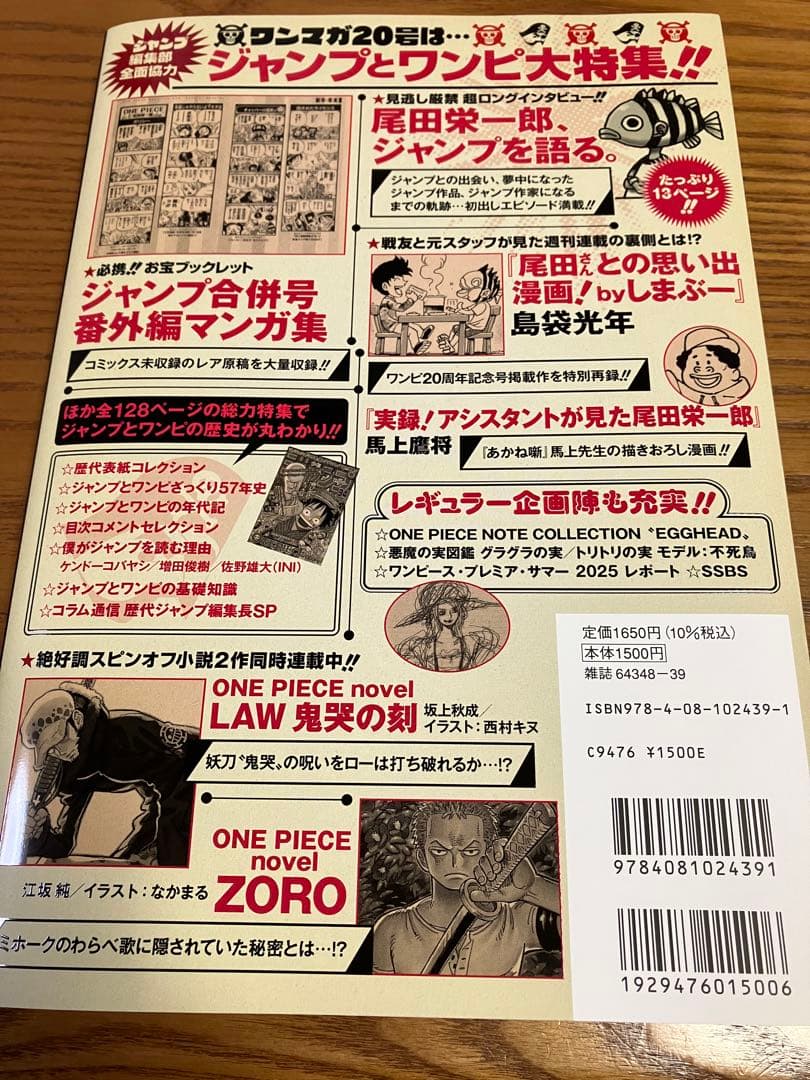 ジャンプ
編集部
全面協力
ワンマガ20号は…
ジャンプとワンピ大特集!!
ONE PIECE
★見逃し厳禁 超ロングインタビュー!!
尾田栄一郎、
ジャンプを語る。
ジャンプとの出会い、夢中になった
ジャンプ作品、ジャンプ作家になる
までの軌跡…初出しエピソード満載!!
たっぷり
13ページ
!!
★必携!! お宝ブックレット
ジャンプ合併号
番外編マンガ集
コミックス未収録のレア原稿を大量収録!!
★戦友と元スタッフが見た週刊連載の裏側とは!?
『尾田さんとの思い出
漫画!byしまぶー』
島袋光年
ワンピ20周年記念号掲載作を特別再録!!
『実録!アシスタントが見た尾田栄一郎』
馬上鷹将
『あかね噺』馬上先生の描きおろし漫画!!
ほか全128ページの総力特集で
ジャンプとワンピの歴史が丸わかり!!
☆歴代表紙コレクション
☆ジャンプとワンピざっくり57年史
☆ジャンプとワンピの年代記
☆目次コメントセレクション
☆僕がジャンプを読む理由
ケンドーコバヤシ/増田俊樹/佐野雄大(INI)
☆ジャンプとワンピの基礎知識
☆コラム通信 歴代ジャンプ編集長SP
レギュラー企画陣も充実!!
☆ONE PIECE NOTE COLLECTION〝EGGHEAD〟
☆悪魔の実図鑑 グラグラの実/トリトリの実 モデル:不死鳥
☆ワンピース・プレミア・サマー 2025 レポート ☆SSBS
★絶好調スピンオフ小説2作同時連載中!!
ONE PIECE novel
LAW 鬼哭の刻
坂上秋成/
イラスト:西村キヌ
妖刀〝鬼哭〟の呪いをローは打ち破れるか…!?
ONE PIECE
novel
ZORO
江坂 純/イラスト:なかまる
ミホークのわらべ歌に隠されていた秘密とは…!?
定価1650円(10%税込)
本体1500円
雑誌 64348-39
ISBN978-4-08-102439-1
C9476 ¥1500E
9784081024391
1929476015006